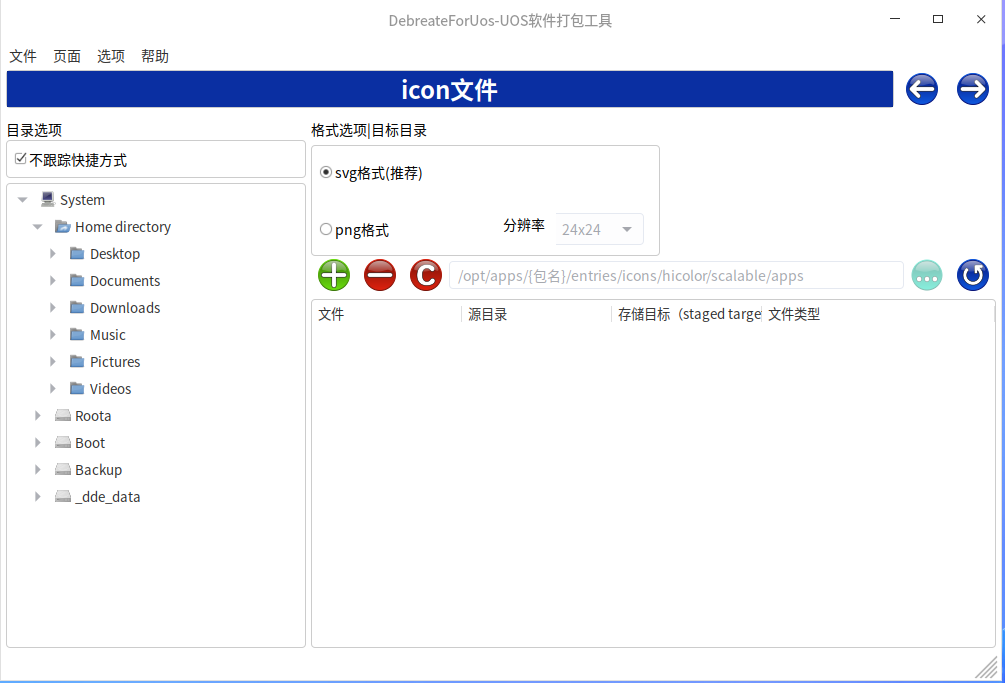 DebreateForUos-UOS软件打包工具
文件 页面 选项 帮助
icon文件
目录选项
不跟踪快捷方式
System
Home directory
Desktop
Documents
Downloads
Music
Pictures
Videos
Roota
Boot
Backup
_dde_data
格式选项|目标目录
svg格式(推荐)
png格式 分辨率 24x24
C /opt/apps/{包名}/entries/icons/hicolor/scalable/apps ...
文件 源目录 存储目标（staged targe 文件类型